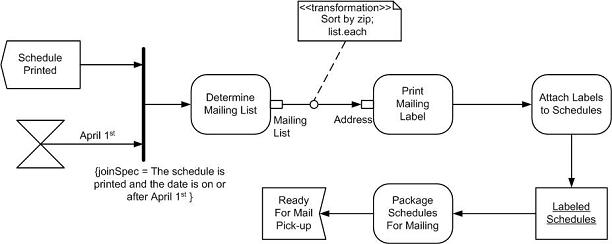 <<transformation>>
Sort by zip;
list.each
Schedule
Printed
Determine
Mailing List
Mailing
List
Address
Print
Mailing
Label
Attach Labels
to Schedules
April 1st
{joinSpec = The schedule is
printed and the date is on or
after April 1st }
Ready
For Mail
Pick-up
Package
Schedules
For Mailing
Labeled
Schedules